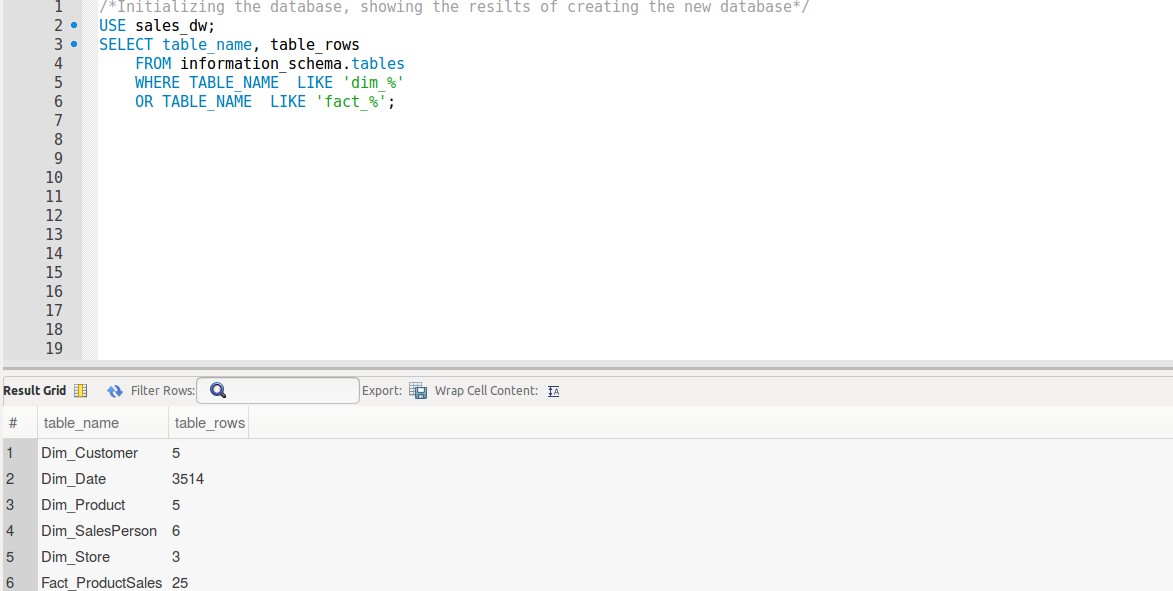 1 /*Initializing the database, showing the resilts of creating the new database*/
2 USE sales_dw;
3 SELECT table_name, table_rows
4 FROM information_schema.tables
5 WHERE TABLE_NAME  LIKE 'dim_%'
6 OR TABLE_NAME  LIKE 'fact_%';
7
8
9
10
11
12
13
14
15
16
17
18
19
Result Grid Filter Rows: Export: Wrap Cell Content: IA
# table_name table_rows
1 Dim_Customer 5
2 Dim_Date 3514
3 Dim_Product 5
4 Dim_SalesPerson 6
5 Dim_Store 3
6 Fact_ProductSales 25